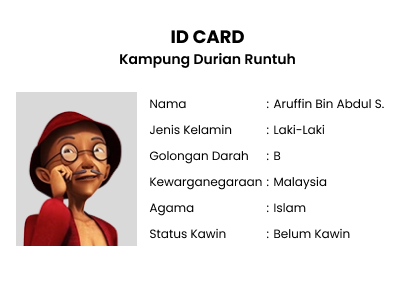 ID CARD
Kampung Durian Runtuh
Nama : Aruffin Bin Abdul S.
Jenis Kelamin : Laki-Laki
Golongan Darah : B
Kewarganegaraan : Malaysia
Agama : Islam
Status Kawin : Belum Kawin